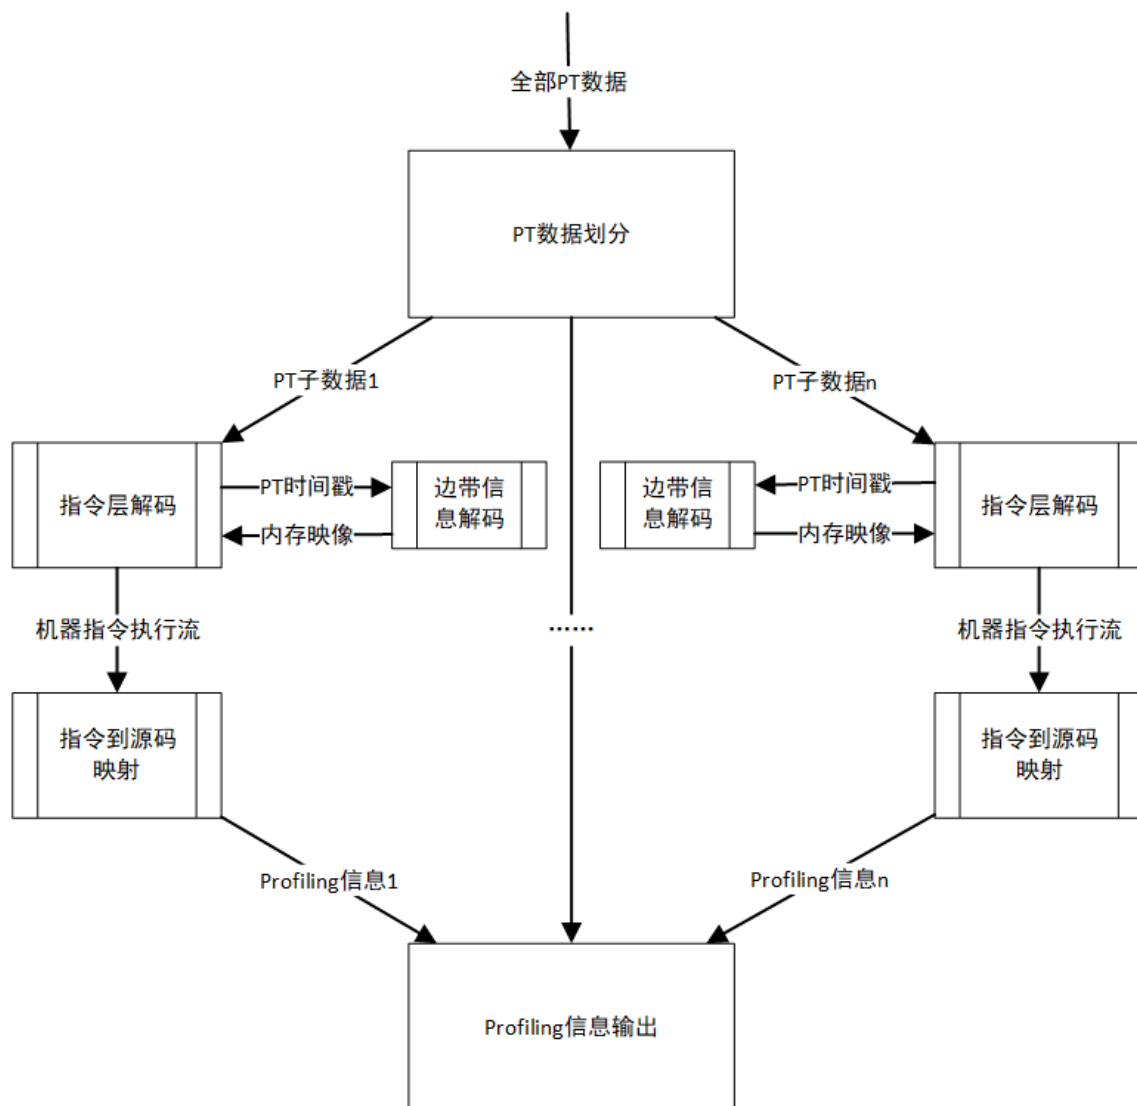 全部PT数据
PT数据划分
PT子数据1
PT子数据n
指令层解码
PT时间戳
内存映像
边带信
息解码
边带信
息解码
PT时间戳
内存映像
指令层解码
机器指令执行流
……
机器指令执行流
指令到源码
映射
指令到源码
映射
Profiling信息1
Profiling信息n
Profiling信息输出